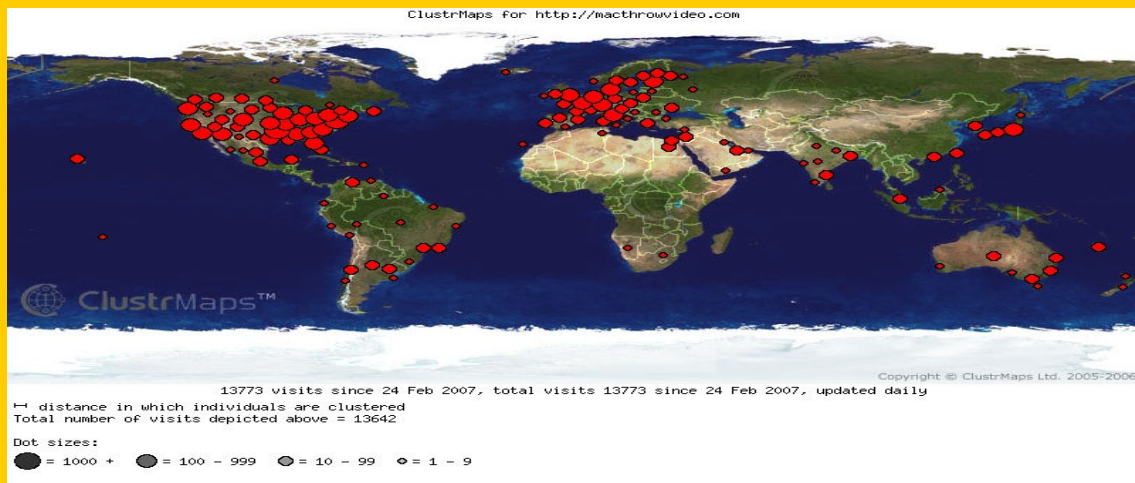 ClustrMaps for http://macthrowvideo.com
ClustrMaps™
Copyright © ClustrMaps Ltd. 2005-2006
13773 visits since 24 Feb 2007, total visits 13773 since 24 Feb 2007, updated daily
distance in which individuals are clustered
Total number of visits depicted above = 13642
Dot sizes:
= 1000 + = 100 - 999 = 10 - 99 = 1 - 9